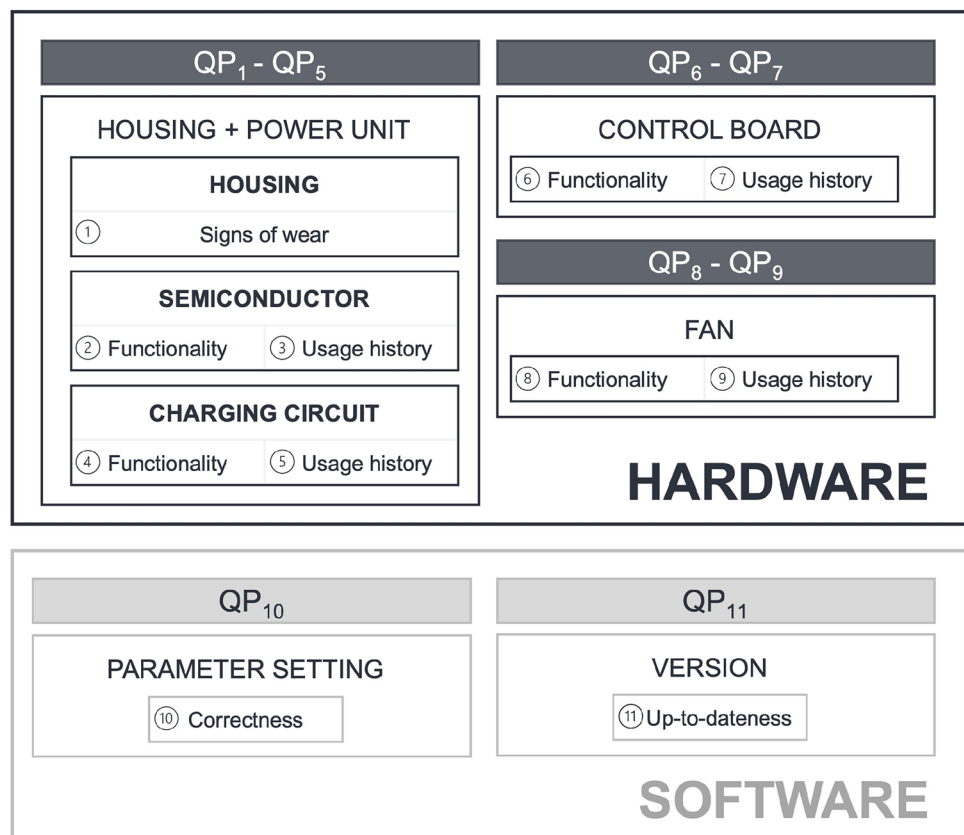 QP₁ - QP₅
HOUSING + POWER UNIT
HOUSING
1 Signs of wear
SEMICONDUCTOR
2 Functionality 3 Usage history
CHARGING CIRCUIT
4 Functionality 5 Usage history
QP₆ - QP₇
CONTROL BOARD
6 Functionality 7 Usage history
QP₈ - QP₉
FAN
8 Functionality 9 Usage history
HARDWARE
QP₁₀
PARAMETER SETTING
10 Correctness
QP₁₁
VERSION
11 Up-to-dateness
SOFTWARE